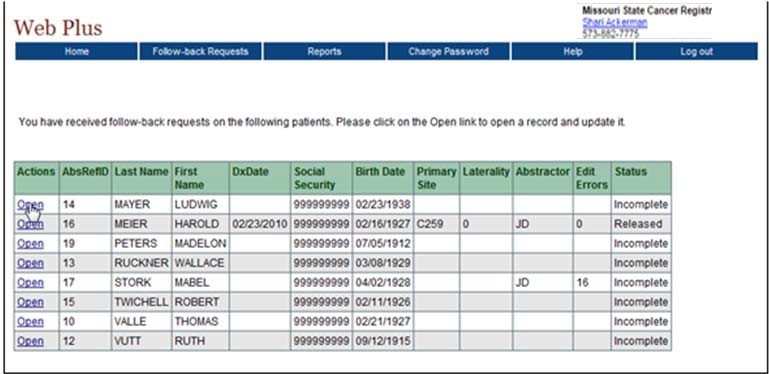 Missouri State Cancer Registr
Web Plus
Shari Ackerman
573-882-7775
Home Follow-back Requests Reports Change Password Help Log out
You have received follow-back requests on the following patients. Please click on the Open link to open a record and update it.
Actions AbsRefID Last Name First Name DxDate Social Security Birth Date Primary Site Laterality Abstractor Edit Errors Status
Open 14 MAYER LUDWIG 999999999 02/23/1938 Incomplete
Open 16 MEIER HAROLD 02/23/2010 999999999 02/16/1927 C259 0 JD 0 Released
Open 19 PETERS MADELON 999999999 07/05/1912 Incomplete
Open 13 RUCKNER WALLACE 999999999 03/08/1929 Incomplete
Open 17 STORK MABEL 999999999 04/02/1928 JD 16 Incomplete
Open 15 TWICHELL ROBERT 999999999 02/11/1926 Incomplete
Open 10 VALLE THOMAS 999999999 02/21/1927 Incomplete
Open 12 VUTT RUTH 999999999 09/12/1915 Incomplete